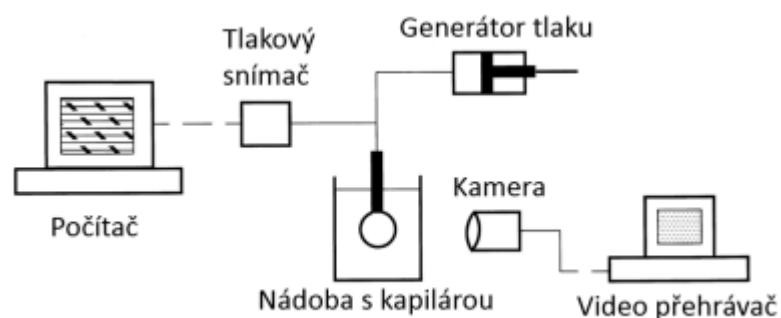 Generátor tlaku
Tlakový
snímač
Kamera
Počítač
Nádoba s kapilárou
Video přehrávač